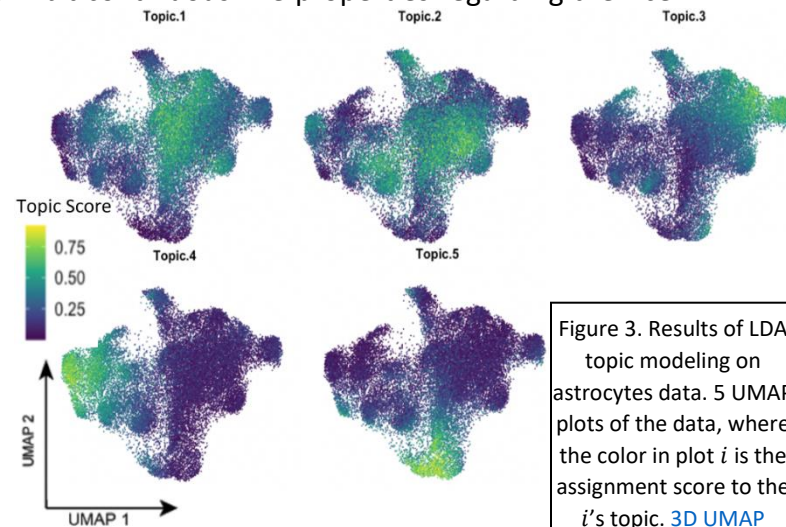 Topic.1
Topic.2
Topic.3
Topic Score
0.75
0.50
0.25
Topic.4
Topic.5
UMAP 2
UMAP 1
Figure 3. Results of LDA
topic modeling on
astrocytes data. 5 UMAP
plots of the data, where
the color in plot i is the
assignment score to the
i's topic. 3D UMAP